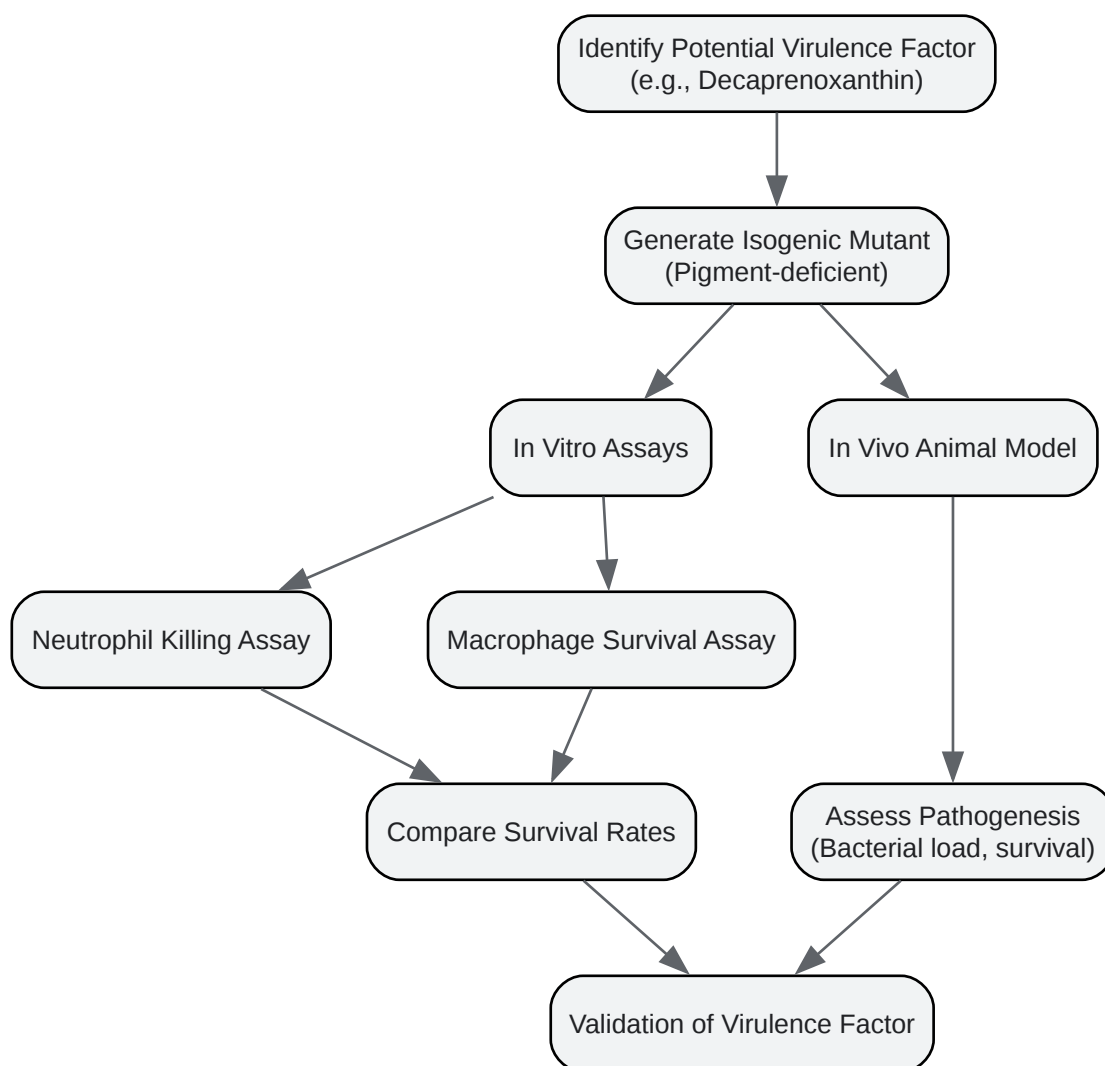 Identify Potential Virulence Factor
(e.g., Decaprenoxanthin)
Generate Isogenic Mutant
(Pigment-deficient)
In Vitro Assays
In Vivo Animal Model
Neutrophil Killing Assay
Macrophage Survival Assay
Compare Survival Rates
Assess Pathogenesis
(Bacterial load, survival)
Validation of Virulence Factor